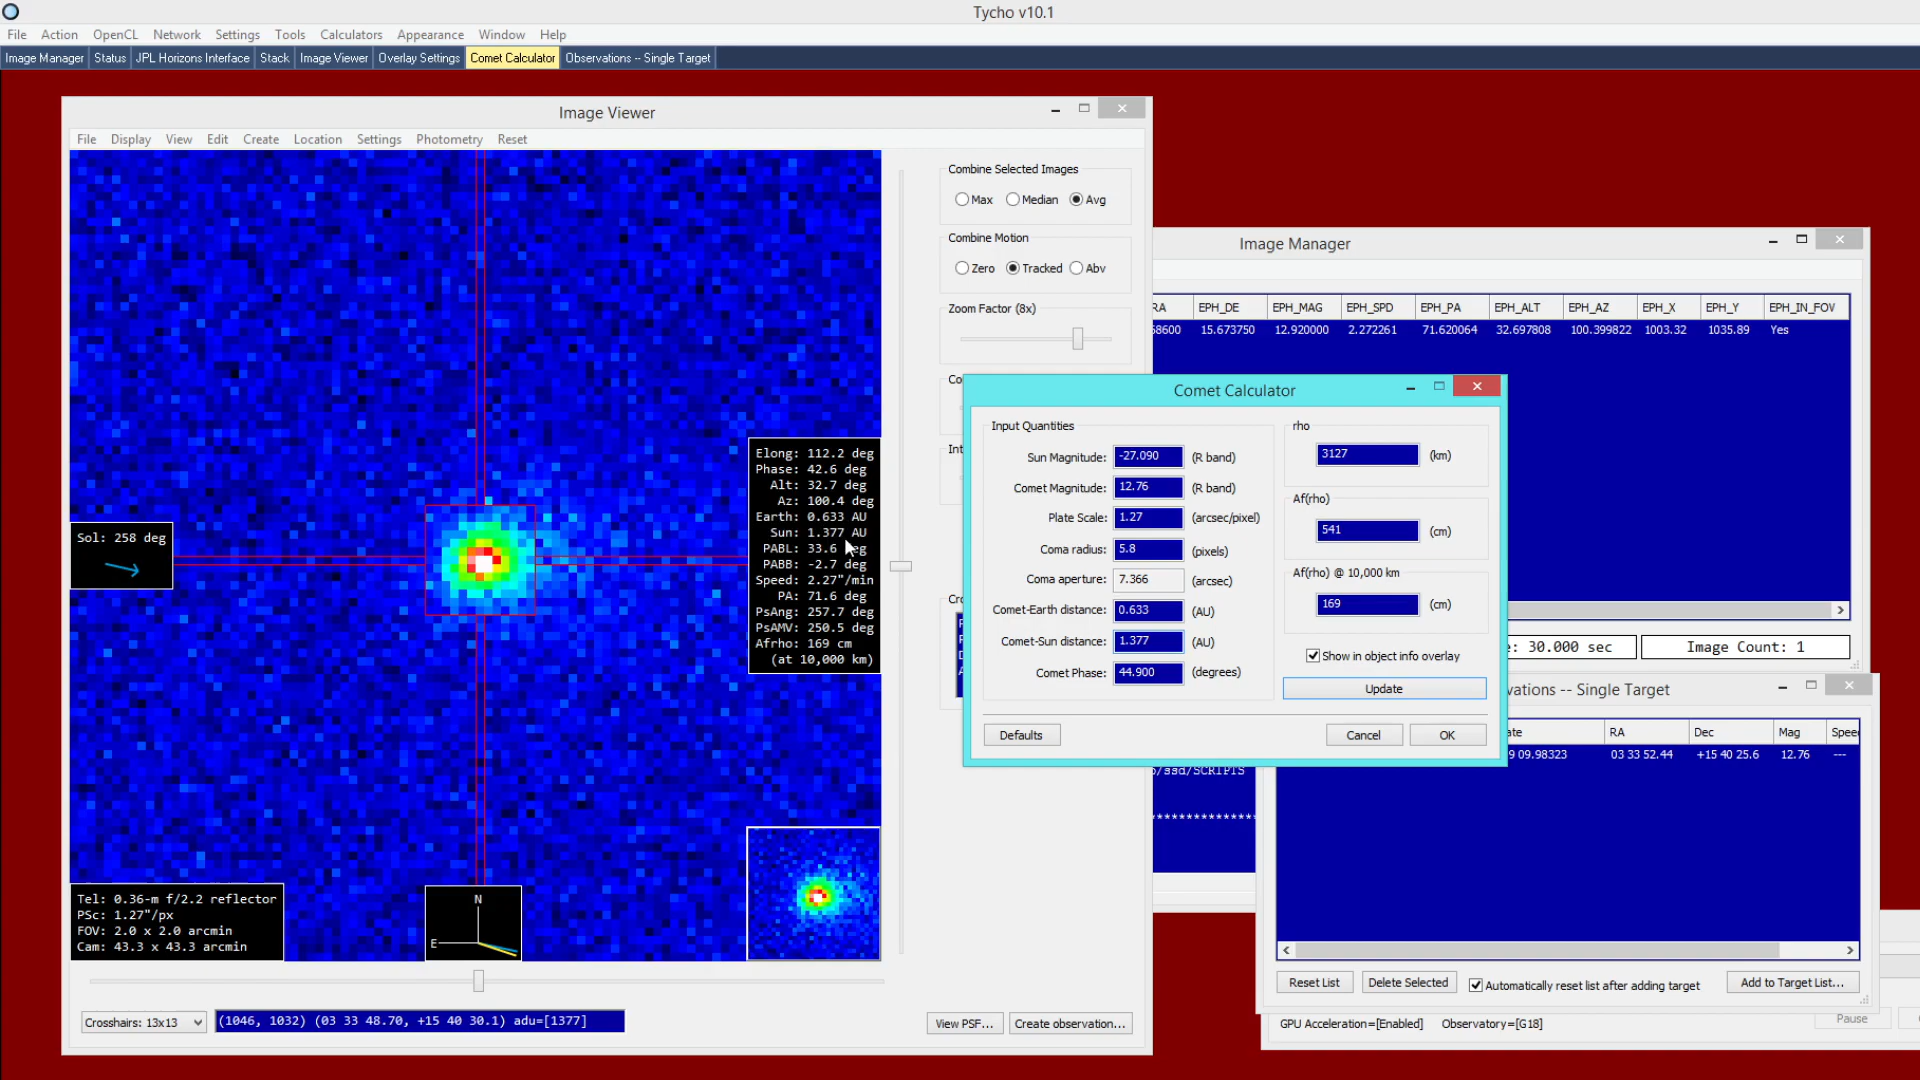 Tycho v10.1
File Action OpenCL Network Settings Tools Calculators Appearance Window Help
Image Manager Status JPL Horizons Interface Stack Image Viewer Overlay Settings Comet Calculator Observations -- Single Target
Image Viewer
File Display View Edit Create Location Settings Photometry Reset
Combine Selected Images
Max Median Avg
Combine Motion
Zero Tracked Abv
Zoom Factor (8x)
Sol: 258 deg
Elong: 112.2 deg
Phase: 42.6 deg
Alt: 32.7 deg
Az: 100.4 deg
Earth: 0.633 AU
Sun: 1.377 AU
PABL: 33.6
PABB: -2.7 deg
Speed: 2.27"/min
PA: 71.6 deg
PsAng: 257.7 deg
PsAMV: 250.5 deg
Afrho: 169 cm
(at 10,000 km)
Tel: 0.36-m f/2.2 reflector
PSc: 1.27"/px
FOV: 2.0 x 2.0 arcmin
Cam: 43.3 x 43.3 arcmin
N
E
Crosshairs: 13x13
(1046, 1032) (03 33 48.70, +15 40 30.1) adu=[1377]
View PSF...
Create observation...
Image Manager
RA EPH_DE EPH_MAG EPH_SPD EPH_PA EPH_ALT EPH_AZ EPH_X EPH_Y EPH_IN_FOV
58600 15.673750 12.920000 2.272261 71.620064 32.697808 100.399822 1003.32 1035.89 Yes
: 30.000 sec
Image Count: 1
Comet Calculator
Input Quantities
Sun Magnitude: -27.090 (R band)
Comet Magnitude: 12.76 (R band)
Plate Scale: 1.27 (arcsec/pixel)
Coma radius: 5.8 (pixels)
Coma aperture: 7.366 (arcsec)
Comet-Earth distance: 0.633 (AU)
Comet-Sun distance: 1.377 (AU)
Comet Phase: 44.900 (degrees)
rho
3127 (km)
Af(rho)
541 (cm)
Af(rho) @ 10,000 km
169 (cm)
Show in object info overlay
Update
Defaults
Cancel
OK
/ssd/SCRIPTS
vations -- Single Target
ate RA Dec Mag Spee
9 09.98323 03 33 52.44 +15 40 25.6 12.76 ---
Reset List
Delete Selected
Automatically reset list after adding target
Add to Target List...
GPU Acceleration=[Enabled] Observatory=[G18]
Pause